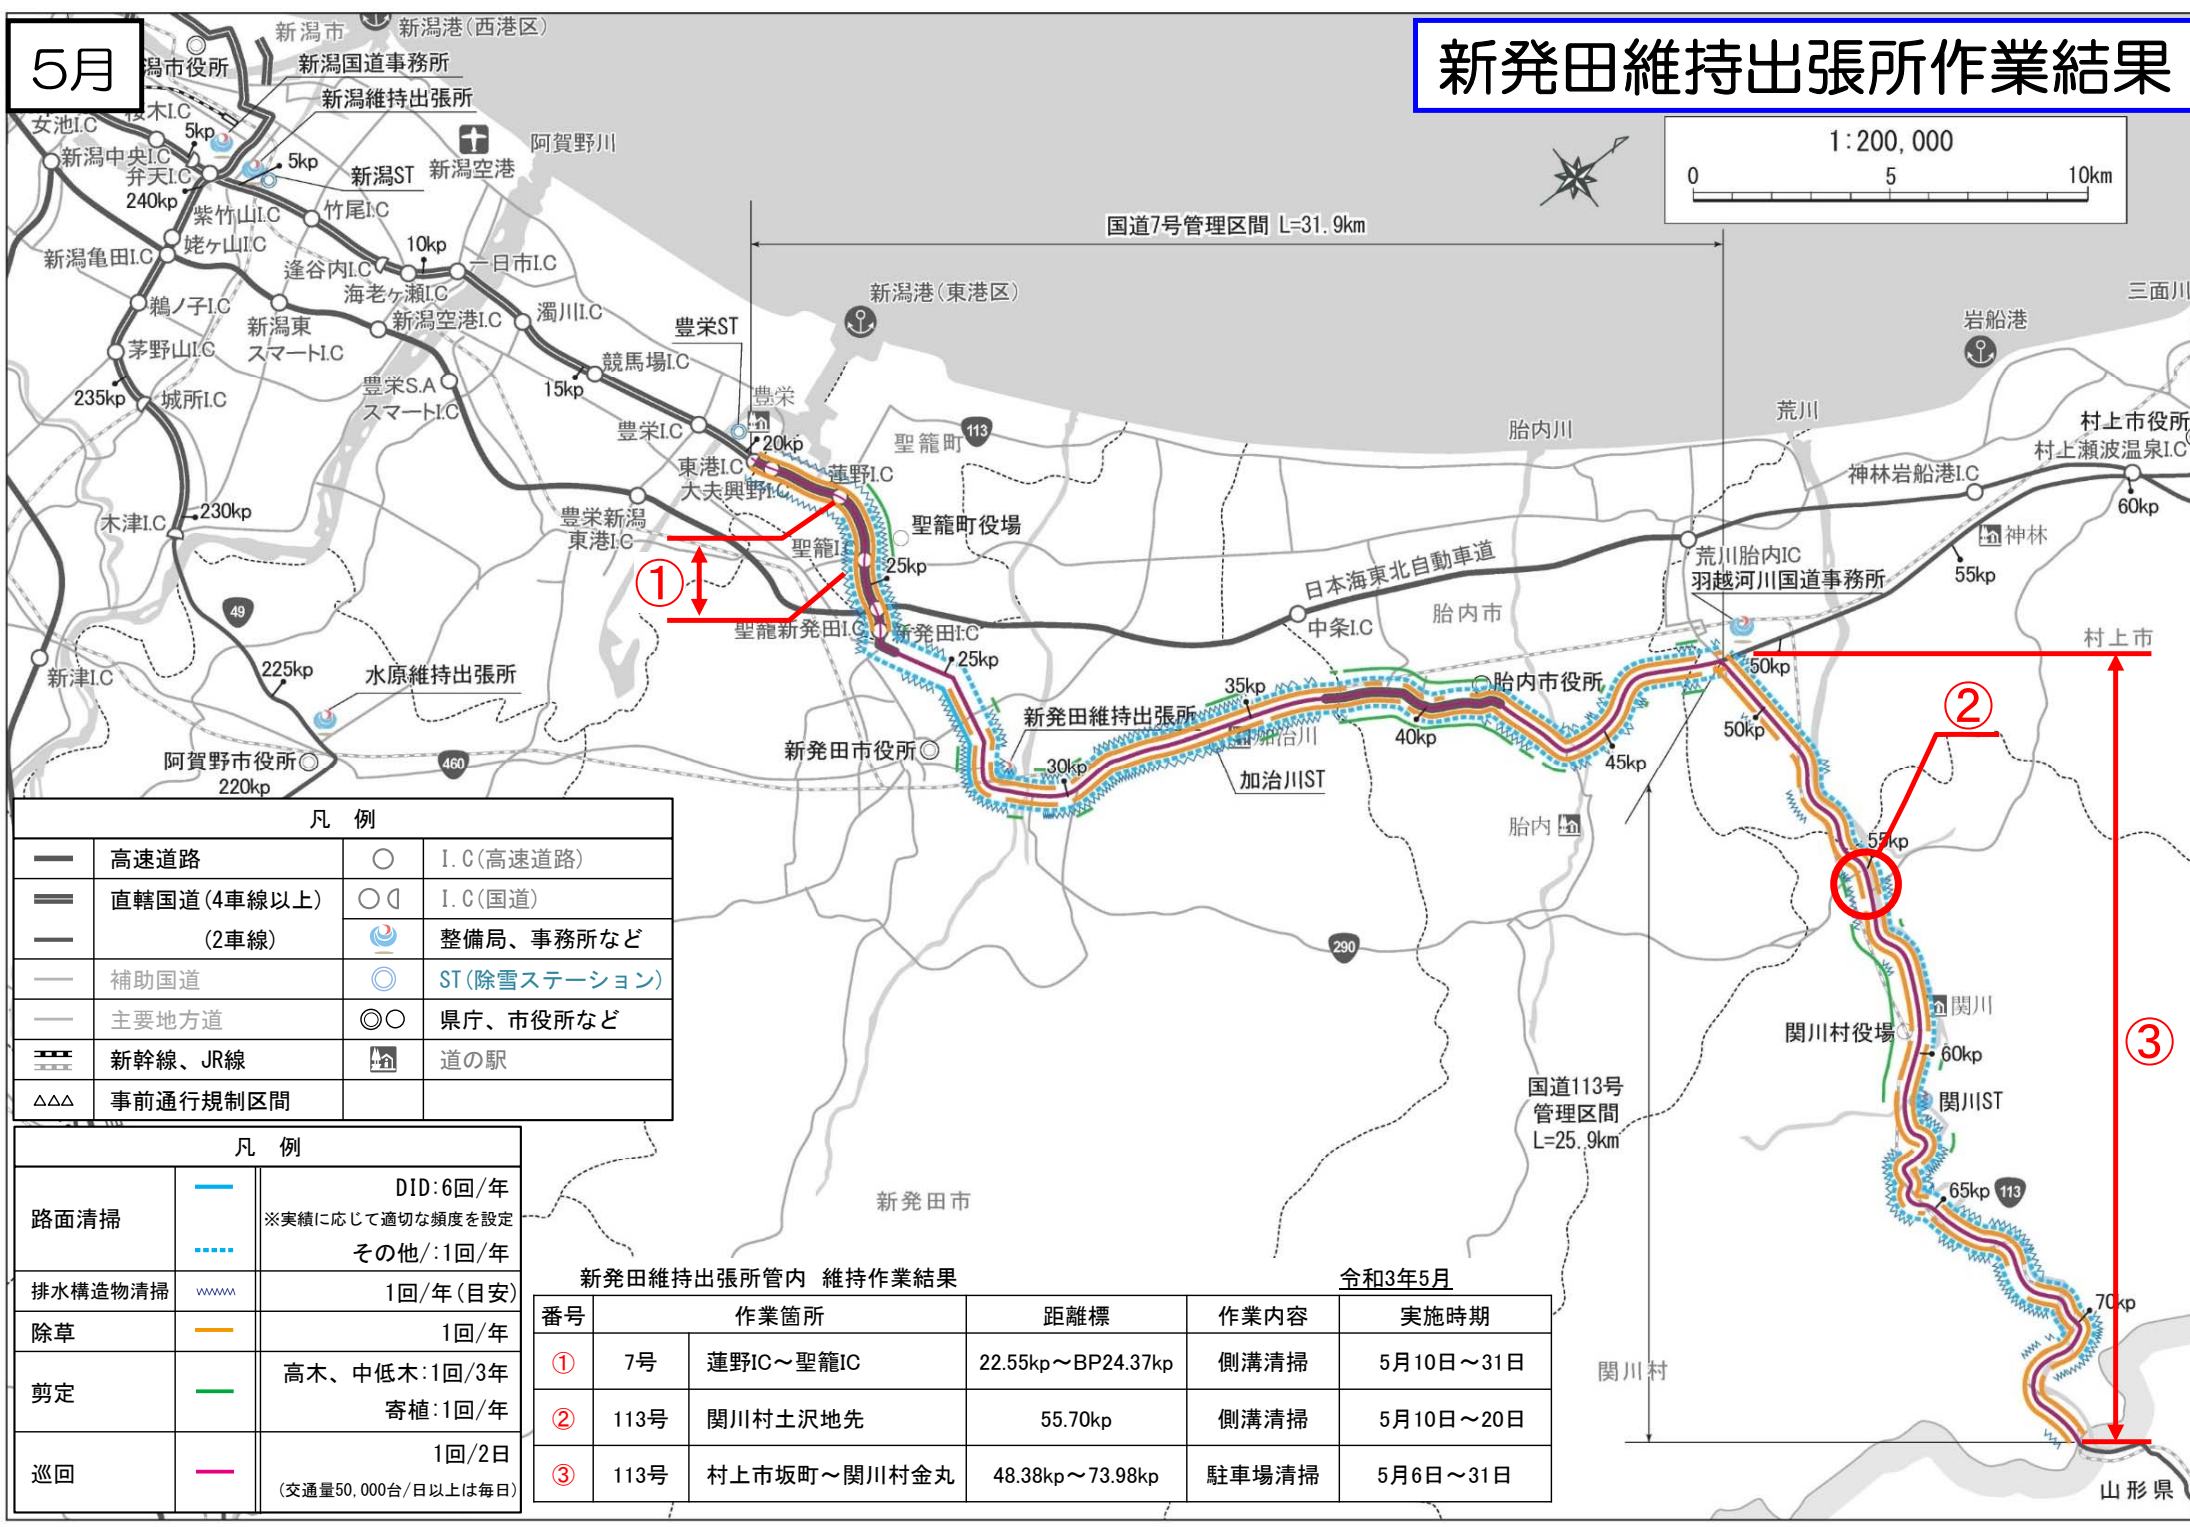 5月
新発田維持出張所作業結果
新潟市
新潟港(西港区)
潟市役所
新潟国道事務所
新潟維持出張所
桜木I.C
女池I.C
5kp
新潟中央I.C
弁天I.C
5kp
新潟ST
新潟空港
阿賀野川
240kp
紫竹山I.C
竹尾I.C
姥ヶ山I.C
10kp
新潟亀田I.C
逢谷内I.C
一日市I.C
海老ヶ瀬I.C
鵜ノ子I.C
新潟東
スマートI.C
新潟空港I.C
濁川I.C
茅野山I.C
競馬場I.C
15kp
豊栄S.A
スマートI.C
235kp
城所I.C
豊栄ST
豊栄
豊栄I.C
20kp
東港I.C
大夫興野I.C
蓮野I.C
230kp
木津I.C
豊栄新潟
東港I.C
新潟港(東港区)
国道7号管理区間 L=31.9km
1:200,000
0 5 10km
三面川
岩船港
聖籠町
113
胎内川
荒川
村上市役所
村上瀬波温泉I.C
神林岩船港I.C
60kp
神林
55kp
聖籠町役場
聖籠I.
25kp
①
聖籠新発田I.C
新発田I.C
25kp
日本海東北自動車道
荒川胎内IC
羽越河川国道事務所
中条I.C
胎内市
村上市
50kp
49
225kp
新津I.C
水原維持出張所
阿賀野市役所
220kp
460
新発田市役所
新発田維持出張所
35kp
胎内市役所
加治川
40kp
30kp
加治川ST
45kp
50kp
②
胎内
55kp
290
関川
関川村役場
60kp
③
国道113号
管理区間
L=25.9km
関川ST
新発田市
65kp
113
70kp
関川村
山形県
凡 例
高速道路 I.C(高速道路)
直轄国道(4車線以上) I.C(国道)
(2車線) 整備局、事務所など
補助国道 ST(除雪ステーション)
主要地方道 県庁、市役所など
新幹線、JR線 道の駅
事前通行規制区間
凡 例
路面清掃 DID:6回/年
※実績に応じて適切な頻度を設定
その他/:1回/年
排水構造物清掃 1回/年(目安)
除草 1回/年
剪定 高木、中低木:1回/3年
寄植:1回/年
巡回 1回/2日
(交通量50,000台/日以上は毎日)
新発田維持出張所管内 維持作業結果 令和3年5月
番号 作業箇所 距離標 作業内容 実施時期
① 7号 蓮野IC〜聖籠IC 22.55kp〜BP24.37kp 側溝清掃 5月10日〜31日
② 113号 関川村土沢地先 55.70kp 側溝清掃 5月10日〜20日
③ 113号 村上市坂町〜関川村金丸 48.38kp〜73.98kp 駐車場清掃 5月6日〜31日